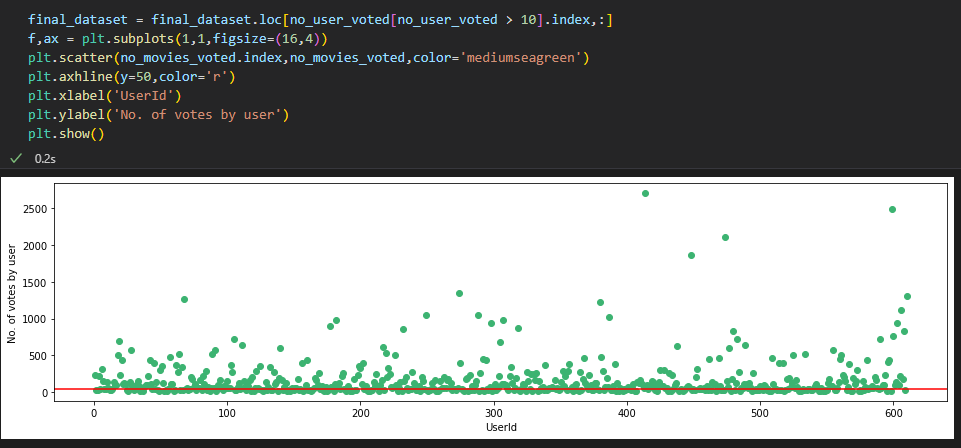 final_dataset = final_dataset.loc[no_user_voted[no_user_voted > 10].index,:]
f,ax = plt.subplots(1,1,figsize=(16,4))
plt.scatter(no_movies_voted.index,no_movies_voted,color='mediumseagreen')
plt.axhline(y=50,color='r')
plt.xlabel('UserId')
plt.ylabel('No. of votes by user')
plt.show()
0.2s
No. of votes by user
2500
2000
1500
1000
500
0
0 100 200 300 400 500 600
UserId